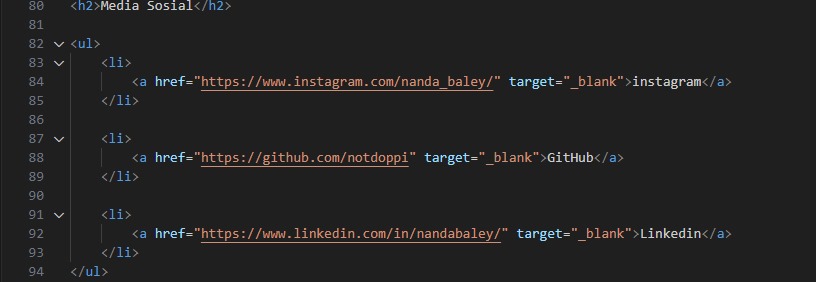 80 <h2>Media Sosial</h2>
81
82 <ul>
83 <li>
84 <a href="https://www.instagram.com/nanda_baley/" target="_blank">instagram</a>
85 </li>
86
87 <li>
88 <a href="https://github.com/notdoppi" target="_blank">GitHub</a>
89 </li>
90
91 <li>
92 <a href="https://www.linkedin.com/in/nandabaley/" target="_blank">Linkedin</a>
93 </li>
94 </ul>